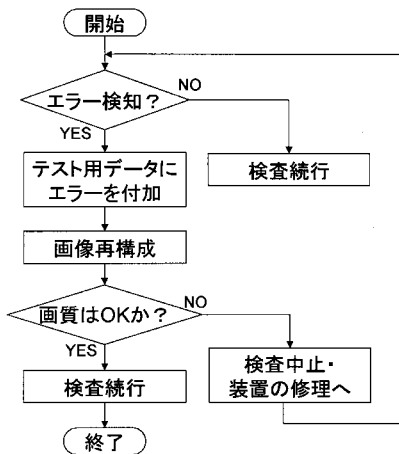 開始
エラー検知？
NO
YES
テスト用データに
エラーを付加
検査続行
画像再構成
画質はOKか？
NO
YES
検査続行
検査中止・
装置の修理へ
終了